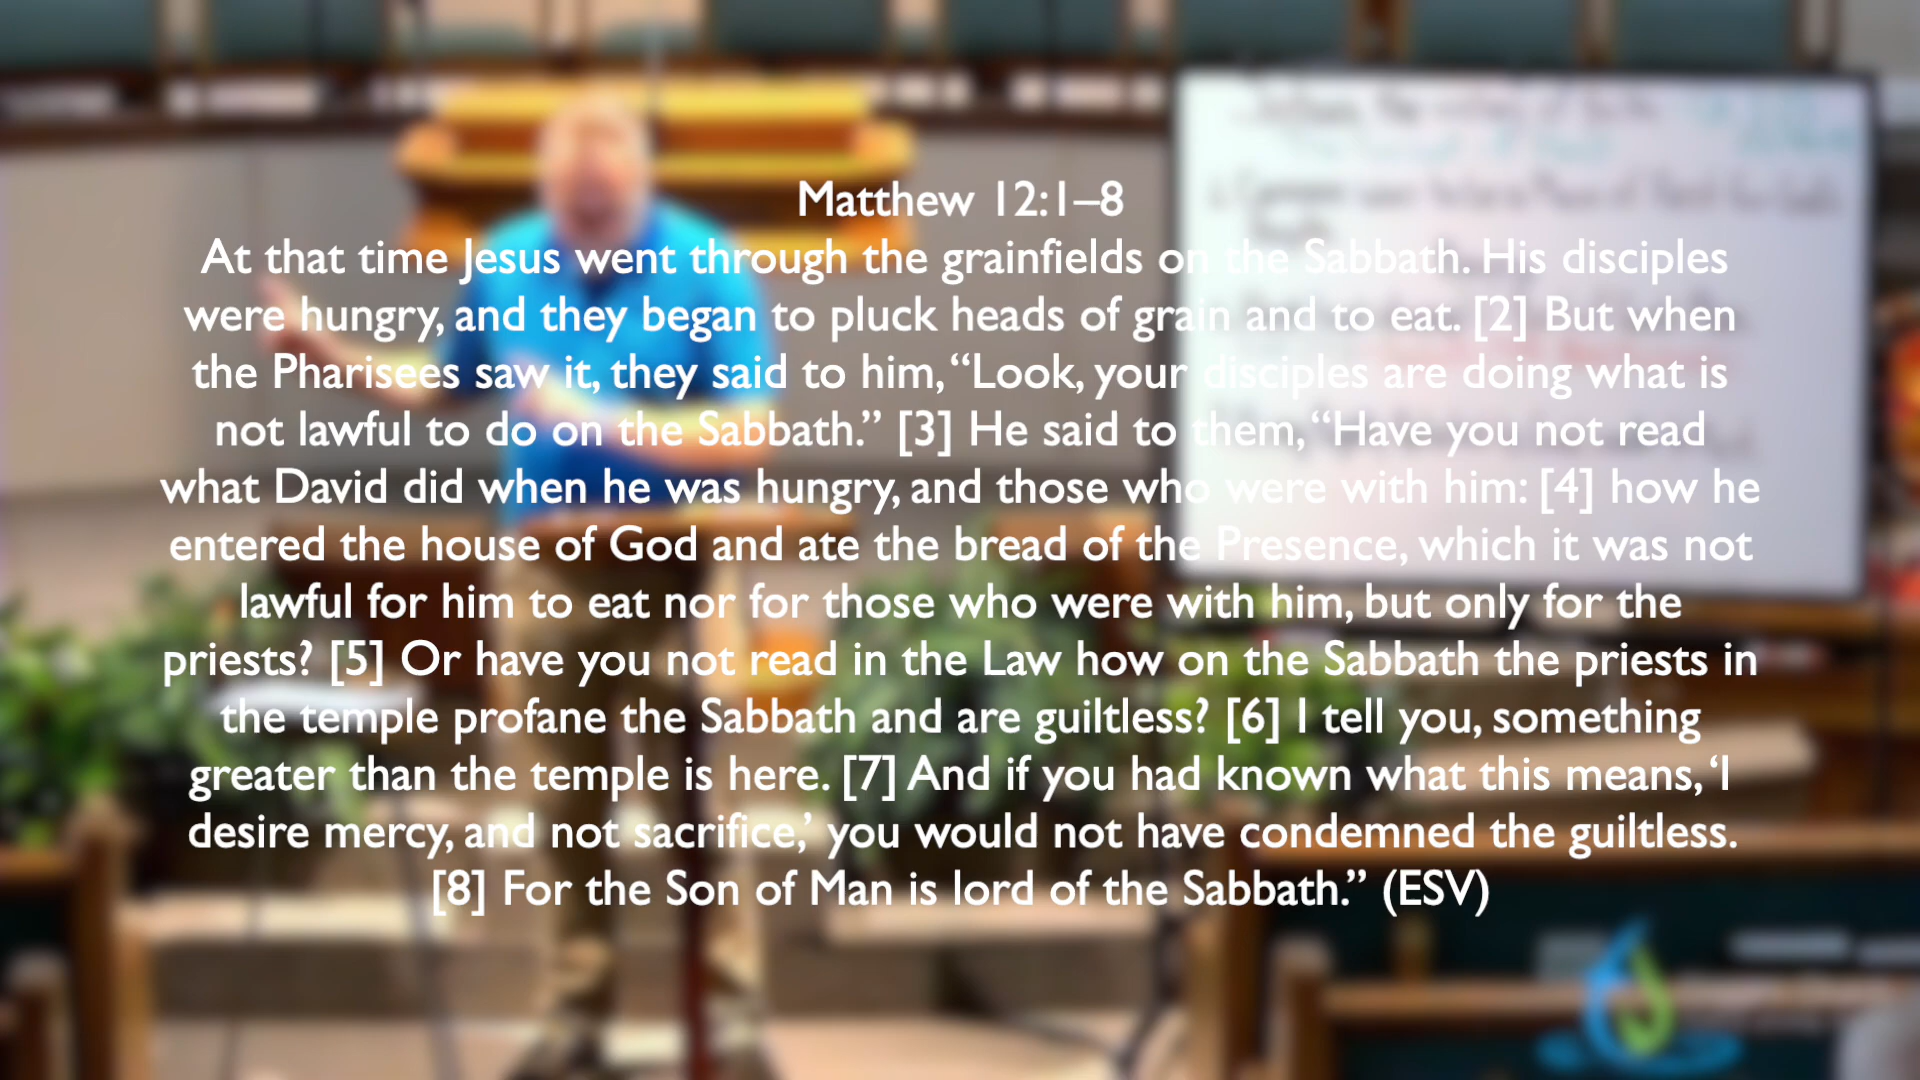 Matthew 12:1–8
At that time Jesus went through the grainfields on the Sabbath. His disciples
were hungry, and they began to pluck heads of grain and to eat. [2] But when
the Pharisees saw it, they said to him, “Look, your disciples are doing what is
not lawful to do on the Sabbath.” [3] He said to them, “Have you not read
what David did when he was hungry, and those who were with him: [4] how he
entered the house of God and ate the bread of the Presence, which it was not
lawful for him to eat nor for those who were with him, but only for the
priests? [5] Or have you not read in the Law how on the Sabbath the priests in
the temple profane the Sabbath and are guiltless? [6] I tell you, something
greater than the temple is here. [7] And if you had known what this means, ‘I
desire mercy, and not sacrifice,’ you would not have condemned the guiltless.
[8] For the Son of Man is lord of the Sabbath.” (ESV)